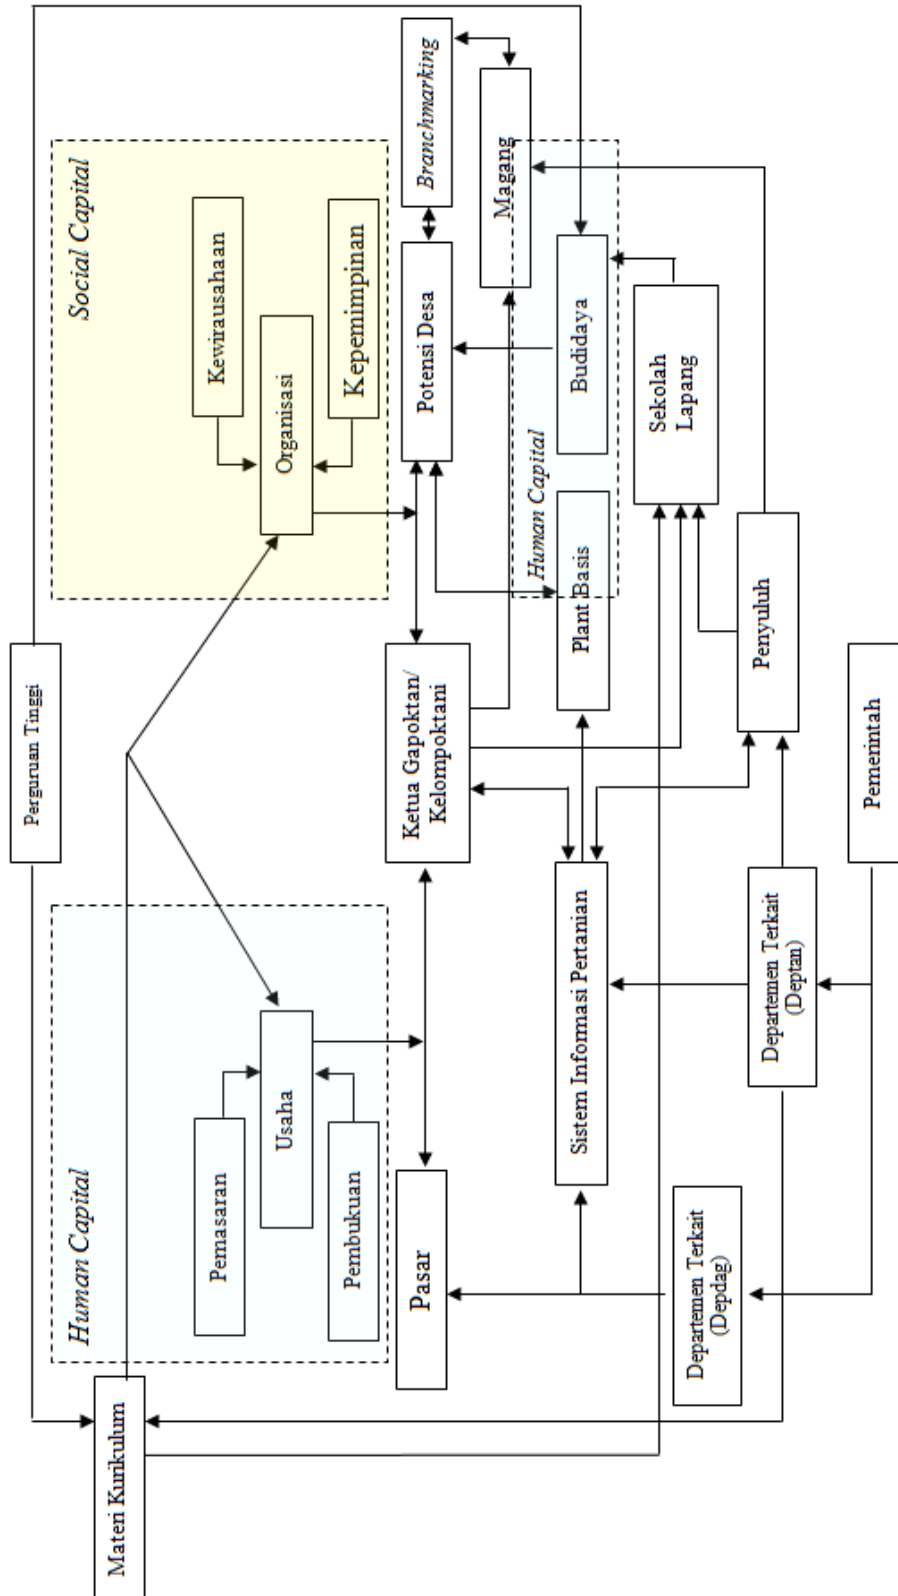 Perguruan Tinggi
Human Capital
Social Capital
Materi Kurikulum
Pemasaran
Kewirausahaan
Usaha
Organisasi
Pembukuan
Kepemimpinan
Pasar
Ketua Gapoktan/
Kelompoktani
Potensi Desa
Branchmarking
Magang
Human Capital
Sistem Informasi Pertanian
Plant Basis
Budidaya
Sekolah
Lapang
Departemen Terkait
(Depdag)
Departemen Terkait
(Deptan)
Penyuluh
Pemerintah